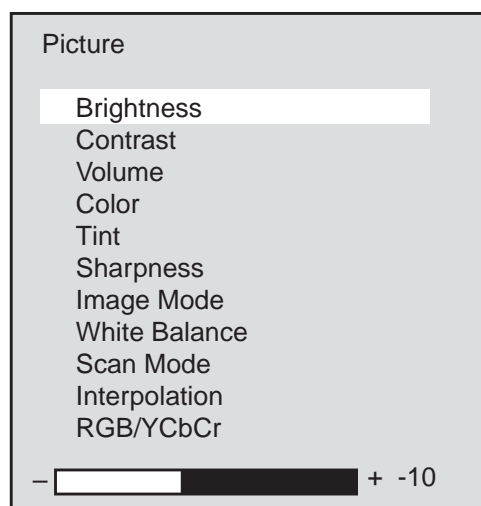 Picture
Brightness
Contrast
Volume
Color
Tint
Sharpness
Image Mode
White Balance
Scan Mode
Interpolation
RGB/YCbCr
– + -10